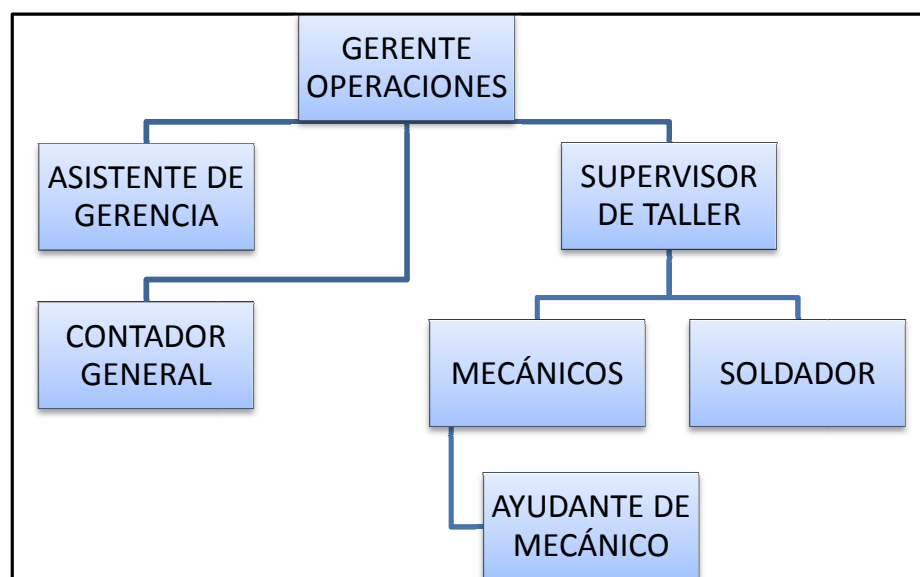 GERENTE
OPERACIONES
ASISTENTE DE
GERENCIA
SUPERVISOR
DE TALLER
CONTADOR
GENERAL
MECÁNICOS
SOLDADOR
AYUDANTE DE
MECÁNICO